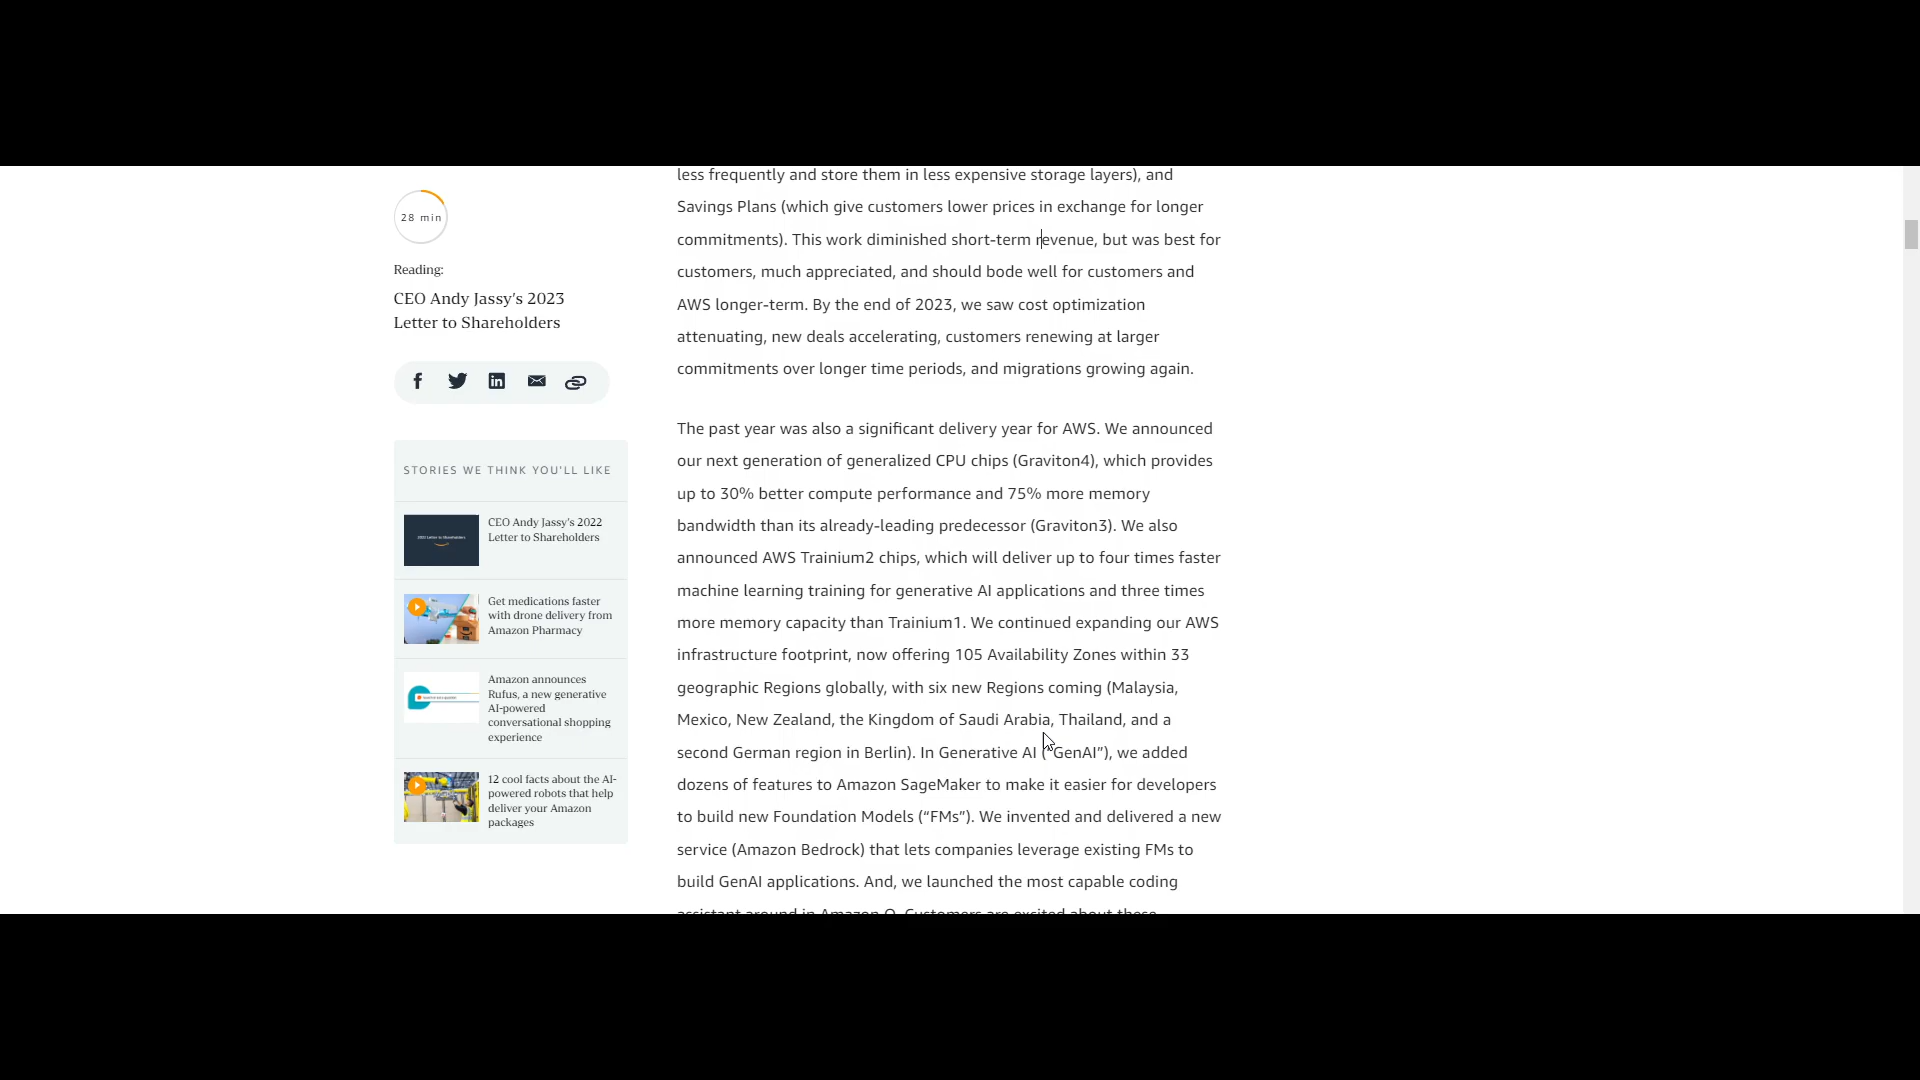 28 min
Reading:
CEO Andy Jassy's 2023
Letter to Shareholders
STORIES WE THINK YOU'LL LIKE
CEO Andy Jassy's 2022
Letter to Shareholders
Get medications faster
with drone delivery from
Amazon Pharmacy
Amazon announces
Rufus, a new generative
AI-powered
conversational shopping
experience
12 cool facts about the AI-
powered robots that help
deliver your Amazon
packages
less frequently and store them in less expensive storage layers), and
Savings Plans (which give customers lower prices in exchange for longer
commitments). This work diminished short-term revenue, but was best for
customers, much appreciated, and should bode well for customers and
AWS longer-term. By the end of 2023, we saw cost optimization
attenuating, new deals accelerating, customers renewing at larger
commitments over longer time periods, and migrations growing again.
The past year was also a significant delivery year for AWS. We announced
our next generation of generalized CPU chips (Graviton4), which provides
up to 30% better compute performance and 75% more memory
bandwidth than its already-leading predecessor (Graviton3). We also
announced AWS Trainium2 chips, which will deliver up to four times faster
machine learning training for generative AI applications and three times
more memory capacity than Trainium1. We continued expanding our AWS
infrastructure footprint, now offering 105 Availability Zones within 33
geographic Regions globally, with six new Regions coming (Malaysia,
Mexico, New Zealand, the Kingdom of Saudi Arabia, Thailand, and a
second German region in Berlin). In Generative AI (“GenAI”), we added
dozens of features to Amazon SageMaker to make it easier for developers
to build new Foundation Models (“FMs”). We invented and delivered a new
service (Amazon Bedrock) that lets companies leverage existing FMs to
build GenAI applications. And, we launched the most capable coding
assistant around in Amazon Q. Customers are excited about these